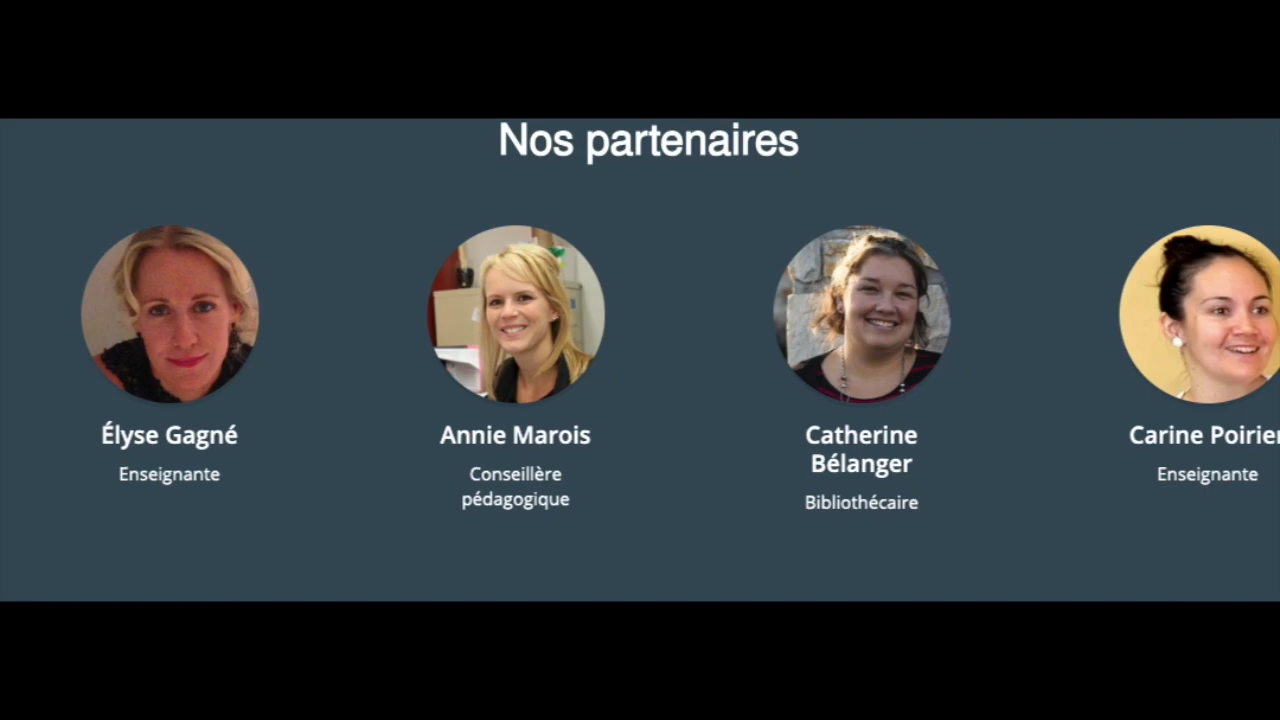 Nos partenaires
Élyse Gagné
Enseignante
Annie Marois
Conseillère
pédagogique
Catherine
Bélanger
Bibliothécaire
Carine Poirier
Enseignante